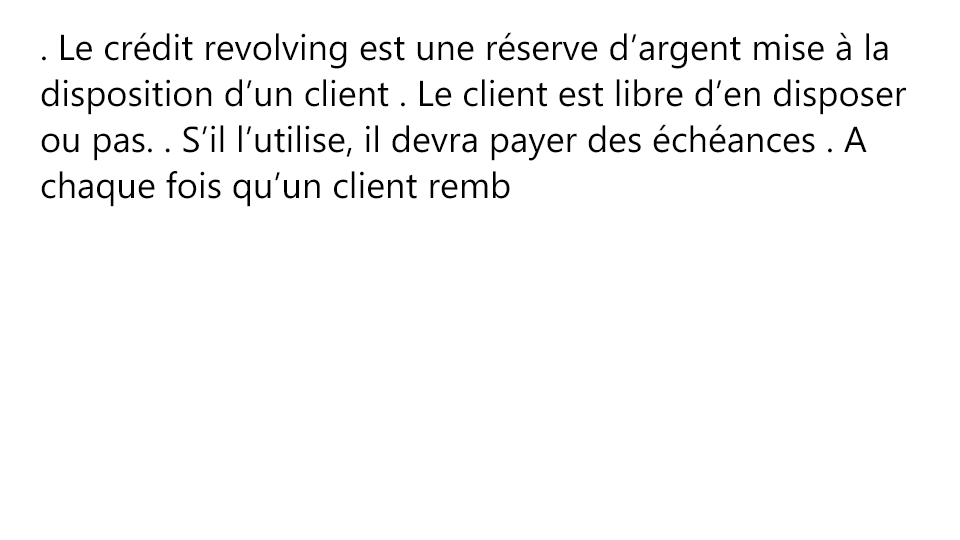 . Le crédit revolving est une réserve d’argent mise à la
disposition d’un client . Le client est libre d’en disposer
ou pas. . S’il l’utilise, il devra payer des échéances . A
chaque fois qu’un client remb